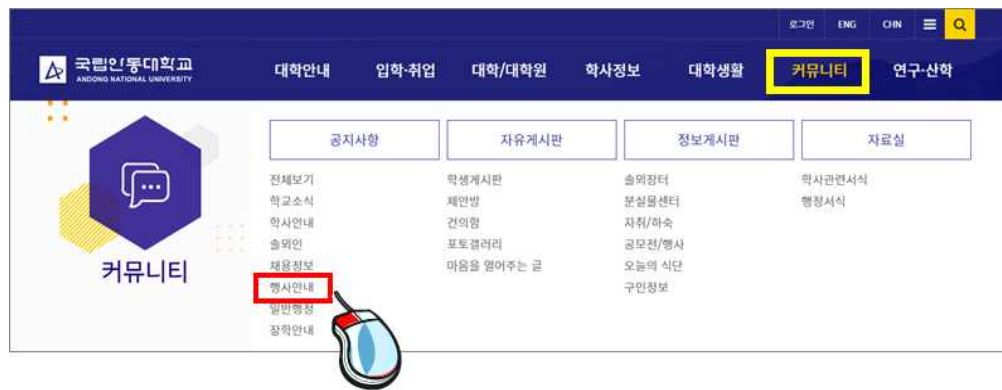 로그인 ENG CHN
국립안동대학교
ANDONG NATIONAL UNIVERSITY
대학안내 입학·취업 대학/대학원 학사정보 대학생활 커뮤니티 연구·산학
커뮤니티
공지사항 자유게시판 정보게시판 자료실
전체보기 학생게시판 솔뫼장터 학사관련서식
학교소식 제안방 분실물센터 행정서식
학사안내 건의함 자취/하숙
솔뫼인 포토갤러리 공모전/행사
채용정보 마음을 열어주는 글 오늘의 식단
행사안내 구인정보
일반행정
장학안내